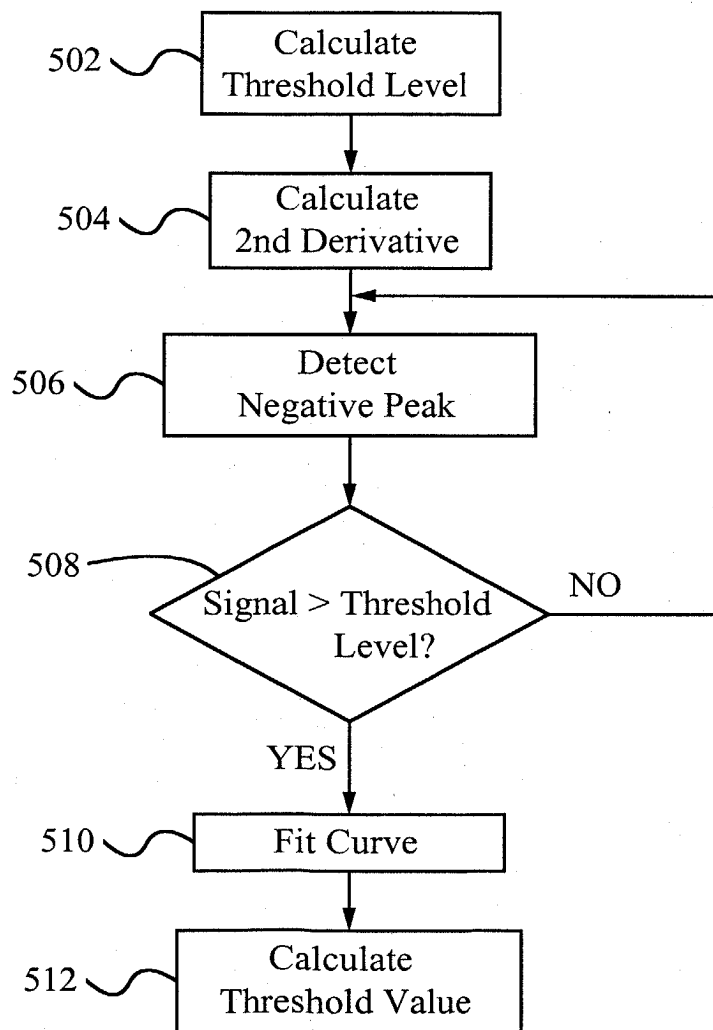 502
Calculate
Threshold Level
504
Calculate
2nd Derivative
506
Detect
Negative Peak
508
Signal > Threshold
Level?
NO
YES
510
Fit Curve
512
Calculate
Threshold Value